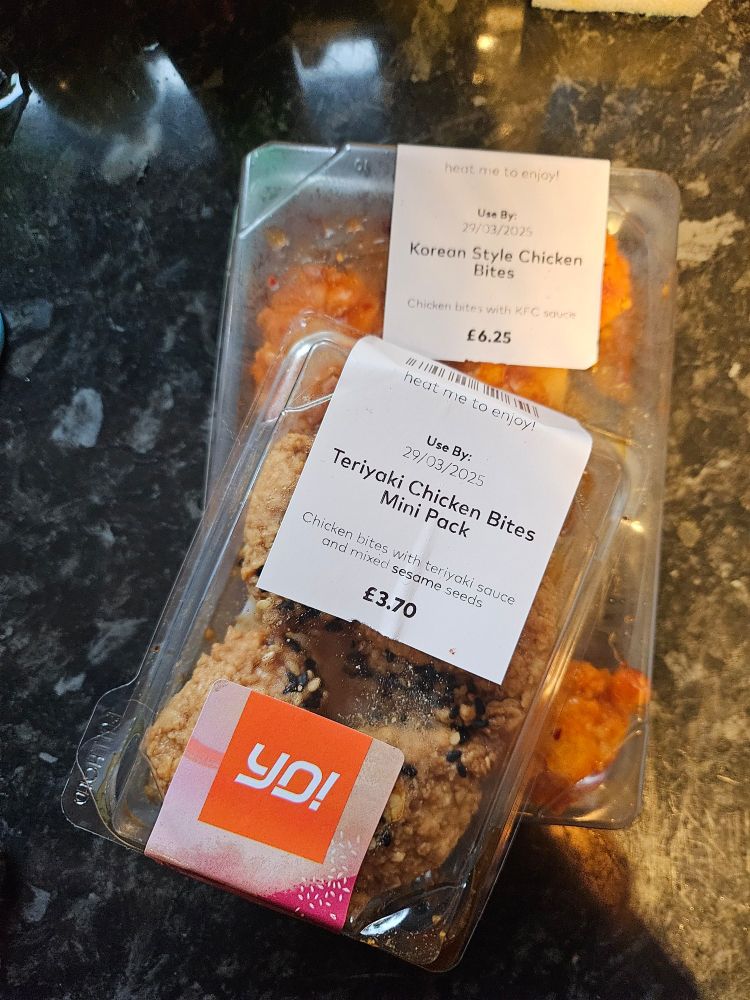 heat me to enjoy!
Use By:
29/03/2025
Korean Style Chicken
Bites
Chicken bites with KFC sauce
£6.25
heat me to enjoy!
Use By:
29/03/2025
Teriyaki Chicken Bites
Mini Pack
Chicken bites with teriyaki sauce
and mixed sesame seeds
£3.70
YO!